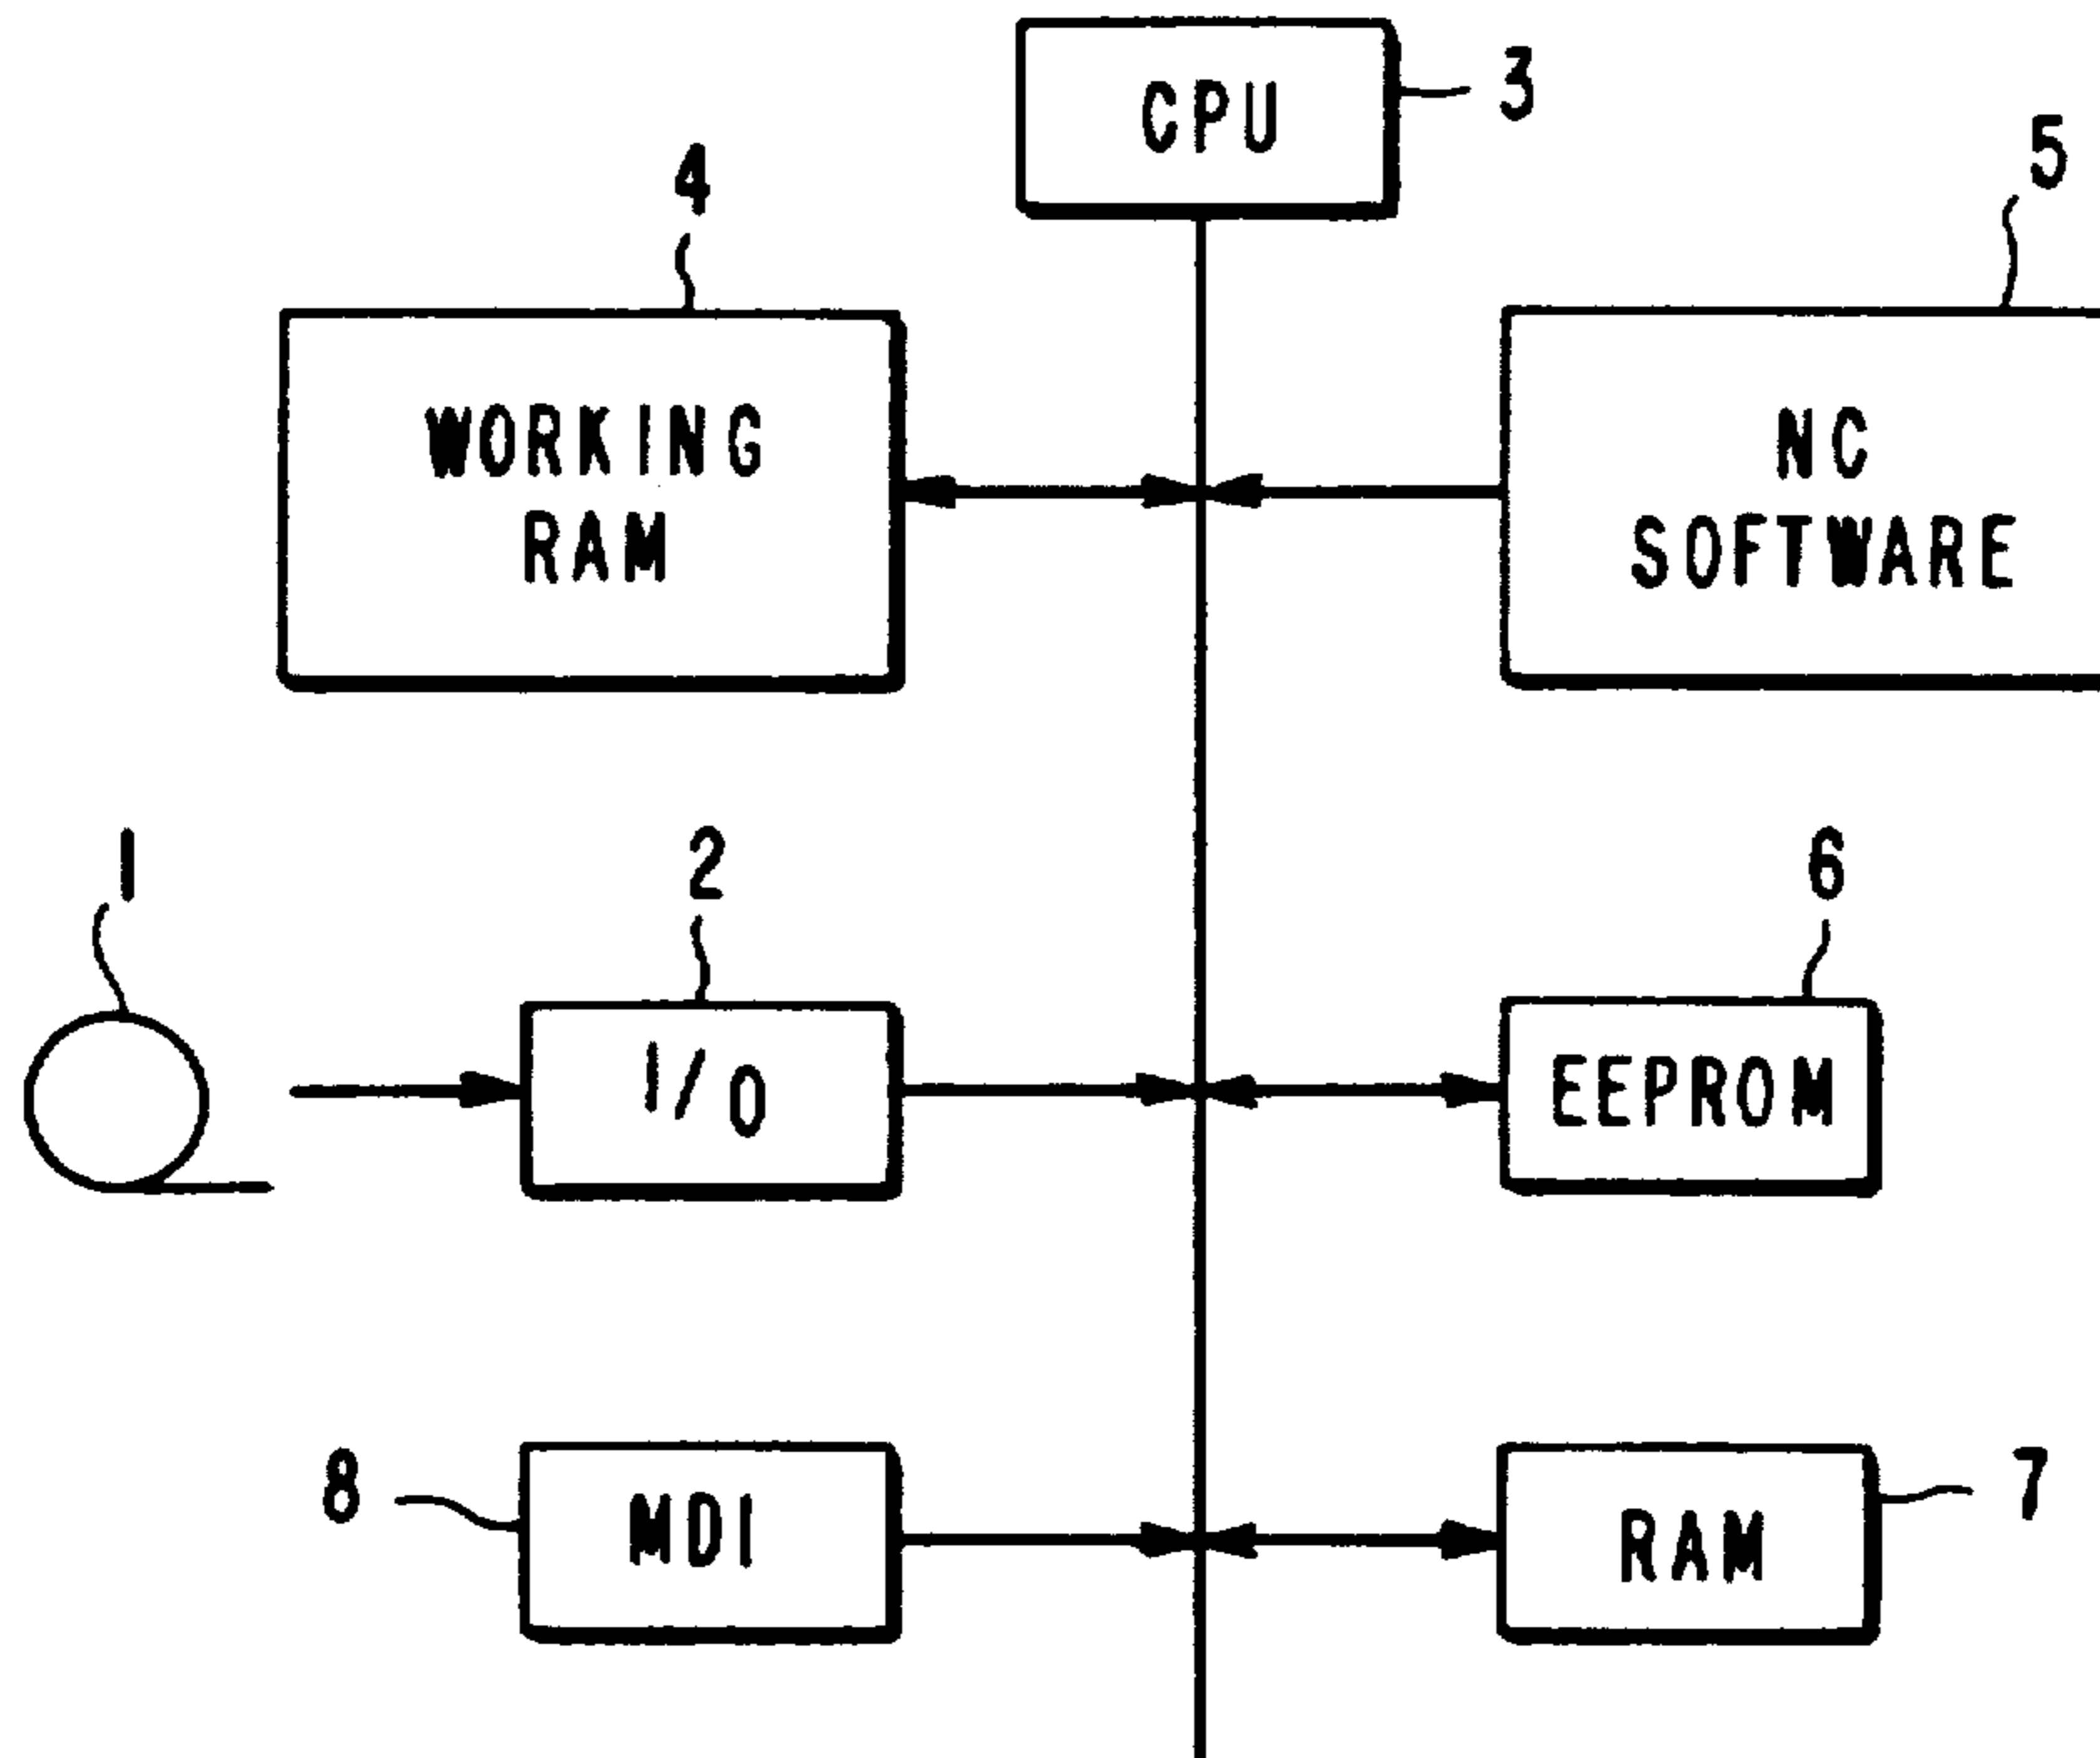 CPU
3
4
5
WORKING
RAM
NC
SOFTWARE
1
2
6
I/O
EEPROM
8
MDI
RAM
7